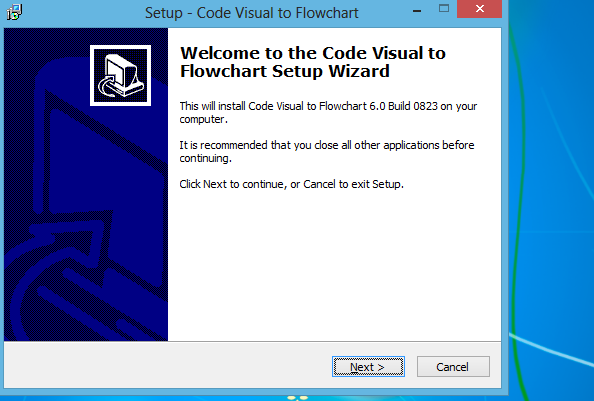 Setup - Code Visual to Flowchart
Welcome to the Code Visual to
Flowchart Setup Wizard
This will install Code Visual to Flowchart 6.0 Build 0823 on your
computer.
It is recommended that you close all other applications before
continuing.
Click Next to continue, or Cancel to exit Setup.
Next >
Cancel